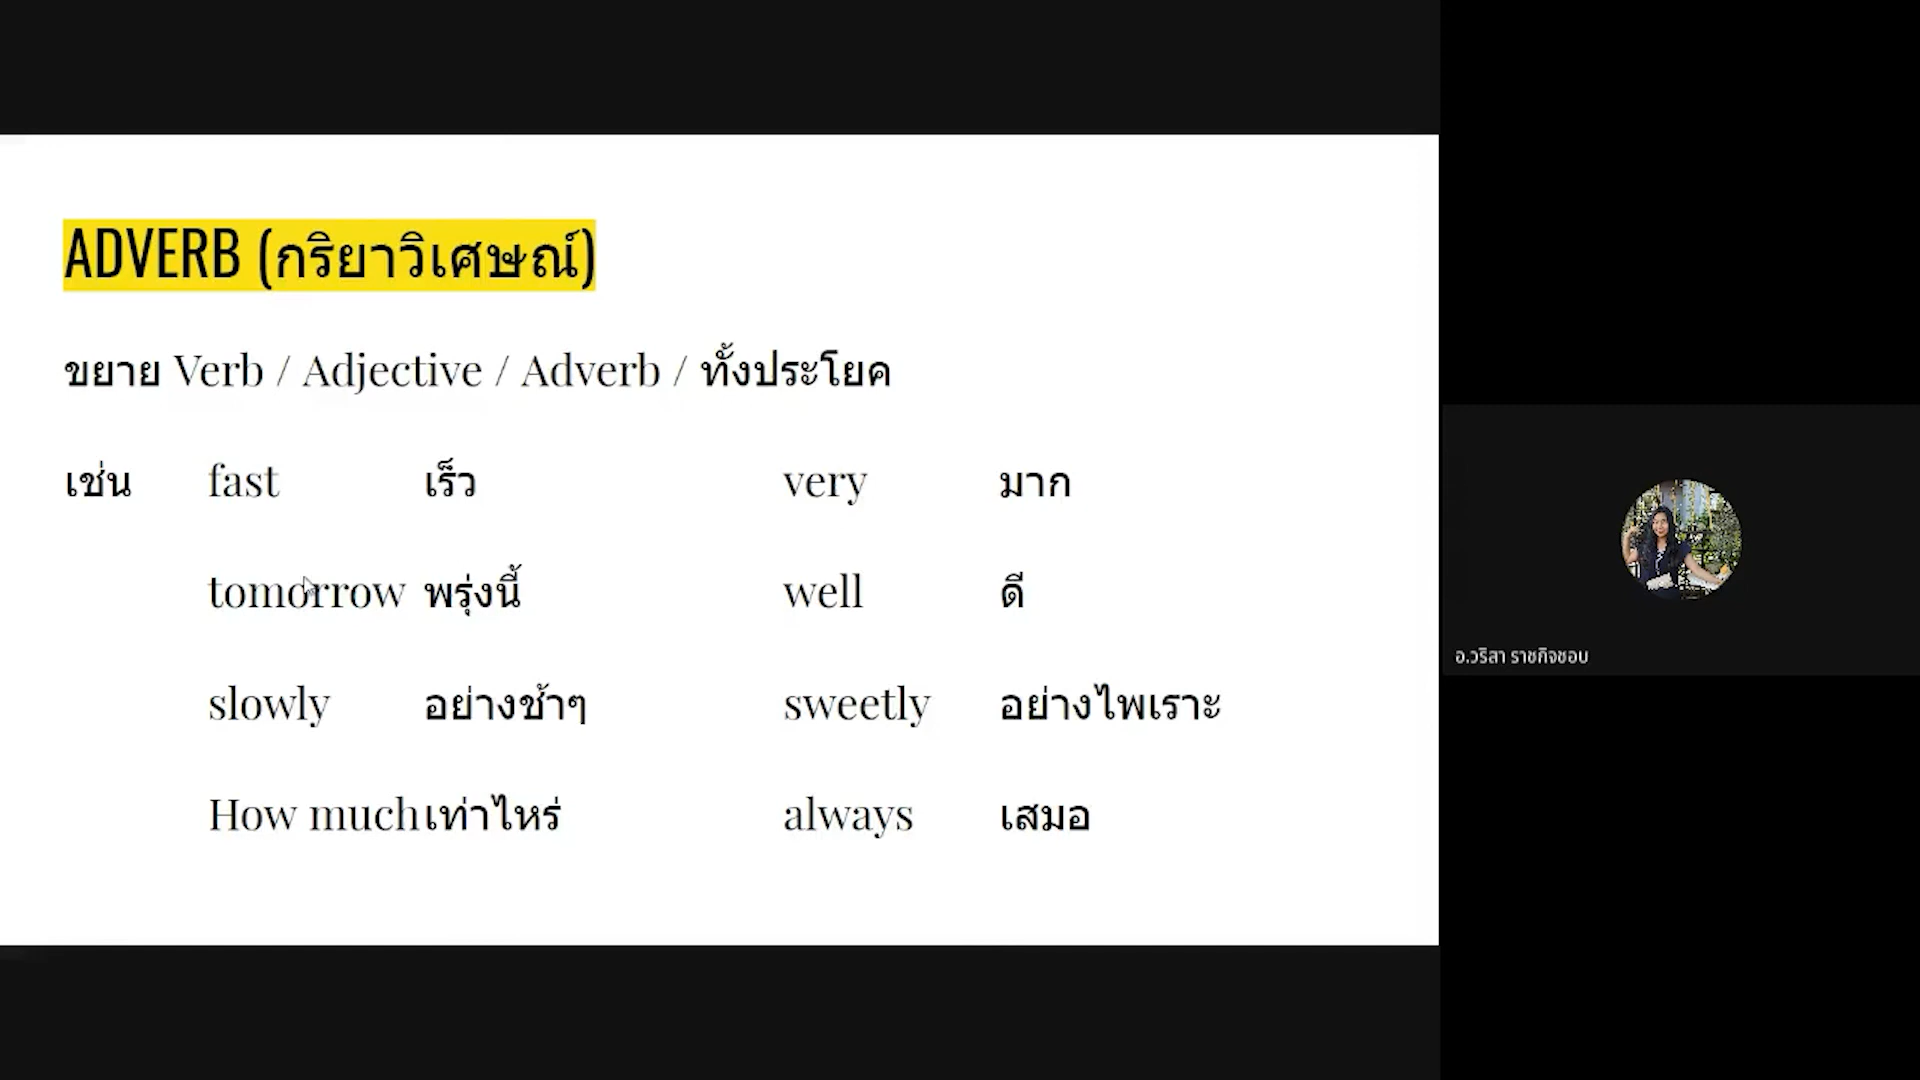 ADVERB (กริยาวิเศษณ์)
ขยาย Verb / Adjective / Adverb / ทั้งประโยค
เช่น fast เร็ว very มาก
tomorrow พรุ่งนี้ well ดี
slowly อย่างช้าๆ sweetly อย่างไพเราะ
How much เท่าไหร่ always เสมอ
อ.วริสา ราชกิจชอบ